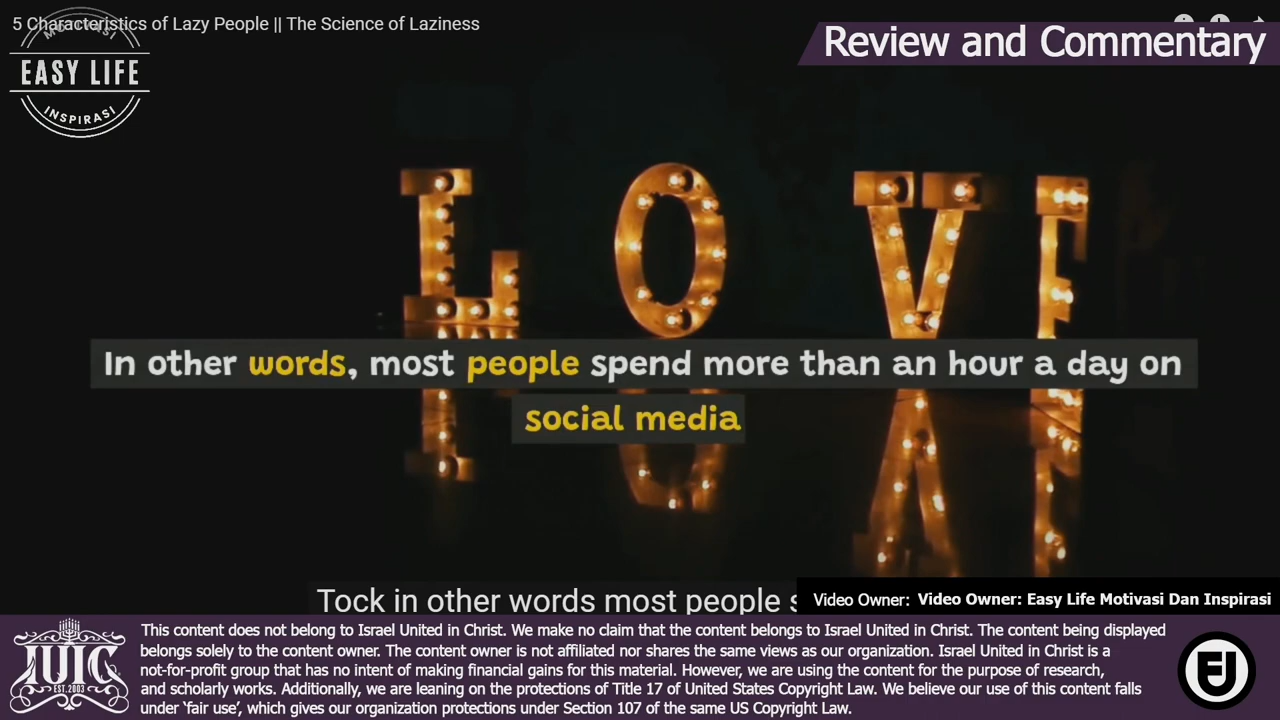 5 Characteristics of Lazy People || The Science of Laziness
Review and Commentary
MOTIVASI
EASY LIFE
INSPIRASI
LOVE
In other words, most people spend more than an hour a day on
social media
Tock in other words most people s
Video Owner: Video Owner: Easy Life Motivasi Dan Inspirasi
This content does not belong to Israel United in Christ. We make no claim that the content belongs to Israel United in Christ. The content being displayed
belongs solely to the content owner. The content owner is not affiliated nor shares the same views as our organization. Israel United in Christ is a
not-for-profit group that has no intent of making financial gains for this material. However, we are using the content for the purpose of research,
and scholarly works. Additionally, we are leaning on the protections of Title 17 of United States Copyright Law. We believe our use of this content falls
under ‘fair use’, which gives our organization protections under Section 107 of the same US Copyright Law.
IUIC
EST. 2003